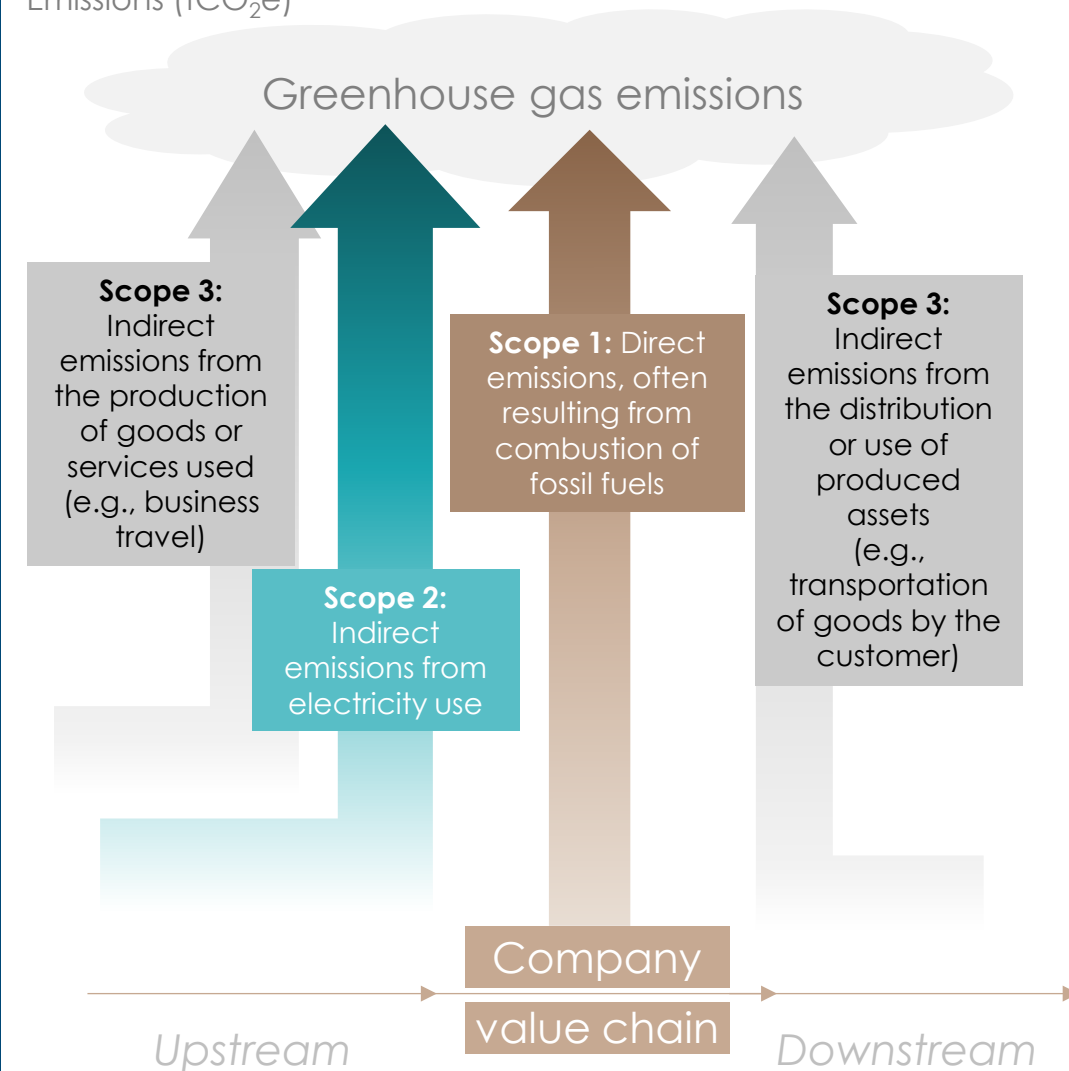 Emissions (tCO₂e)
Greenhouse gas emissions
Scope 3:
Indirect
emissions from
the production
of goods or
services used
(e.g., business
travel)
Scope 2:
Indirect
emissions from
electricity use
Scope 1: Direct
emissions, often
resulting from
combustion of
fossil fuels
Scope 3:
Indirect
emissions from
the distribution
or use of
produced
assets
(e.g.,
transportation
of goods by the
customer)
Company
value chain
Upstream
Downstream